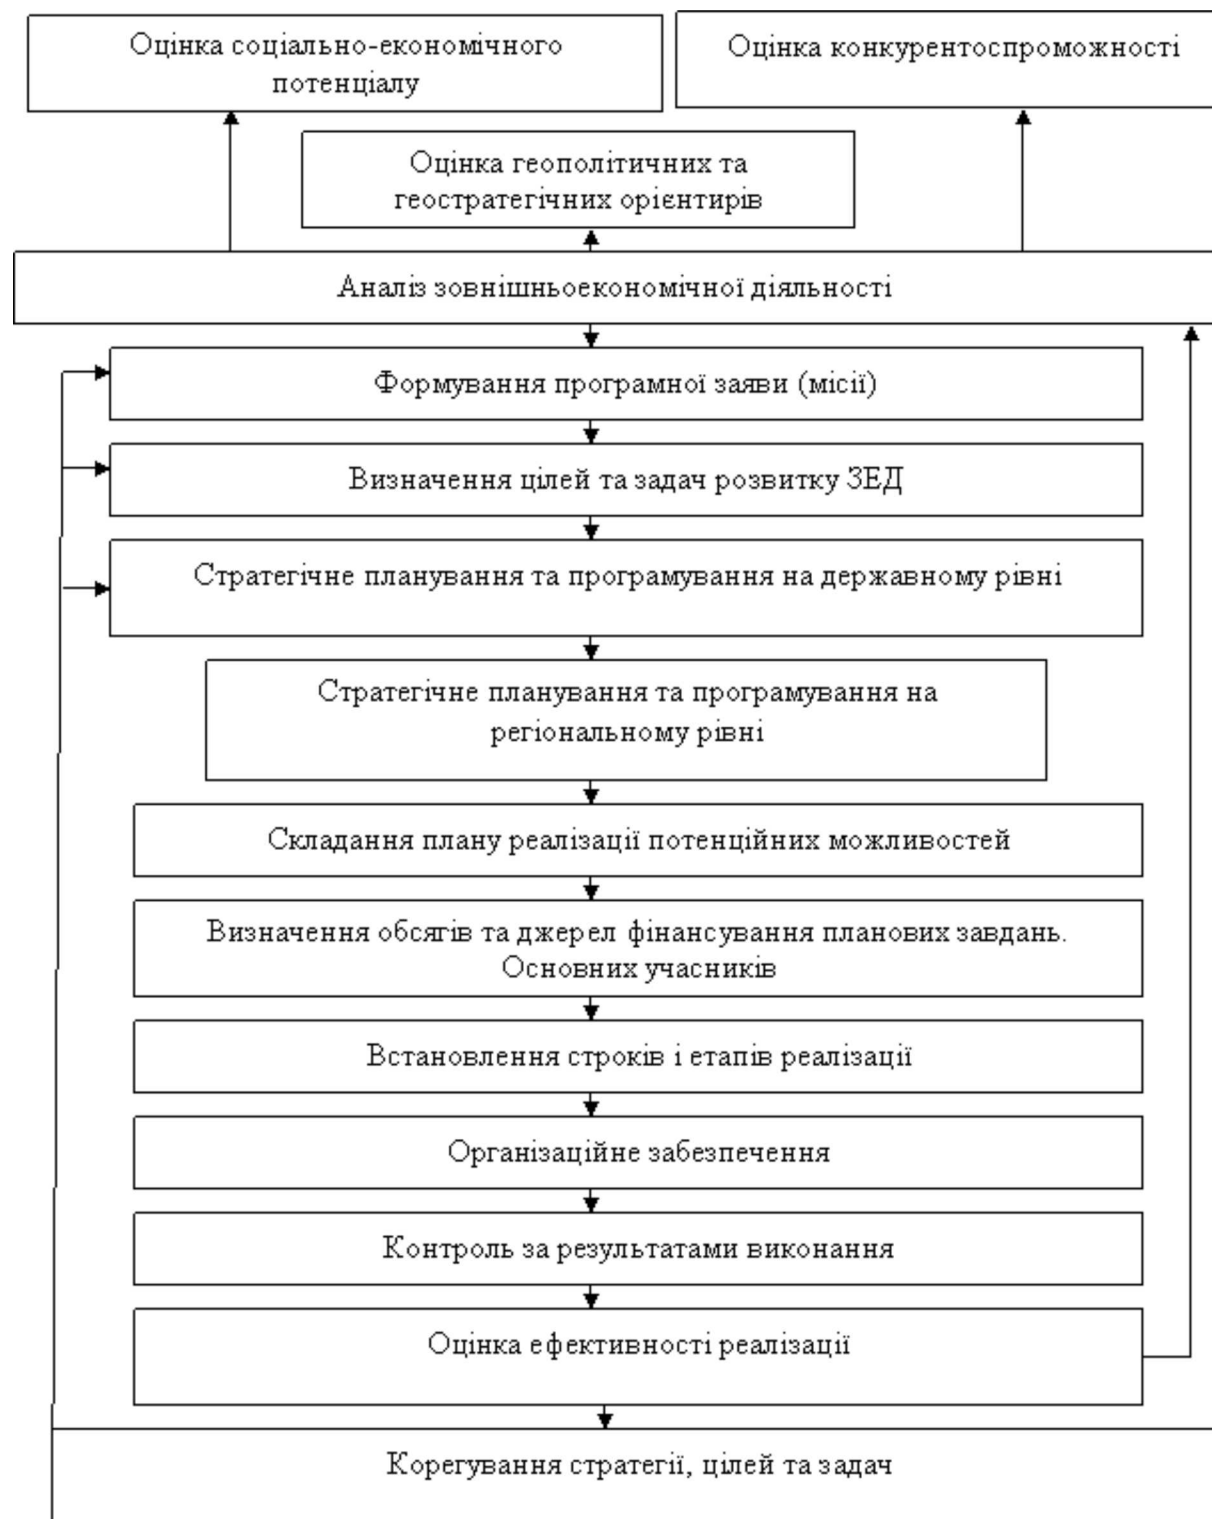 Оцінка соціально-економічного
потенціалу
Оцінка конкурентоспроможності
Оцінка геополітичних та
геостратегічних орієнтирів
Аналіз зовнішньоекономічної діяльності
Формування програмної заяви (місії)
Визначення цілей та задач розвитку ЗЕД
Стратегічне планування та програмування на державному рівні
Стратегічне планування та програмування на
регіональному рівні
Складання плану реалізації потенційних можливостей
Визначення обсягів та джерел фінансування планових завдань.
Основних учасників
Встановлення строків і етапів реалізації
Організаційне забезпечення
Контроль за результатами виконання
Оцінка ефективності реалізації
Корегування стратегії, цілей та задач